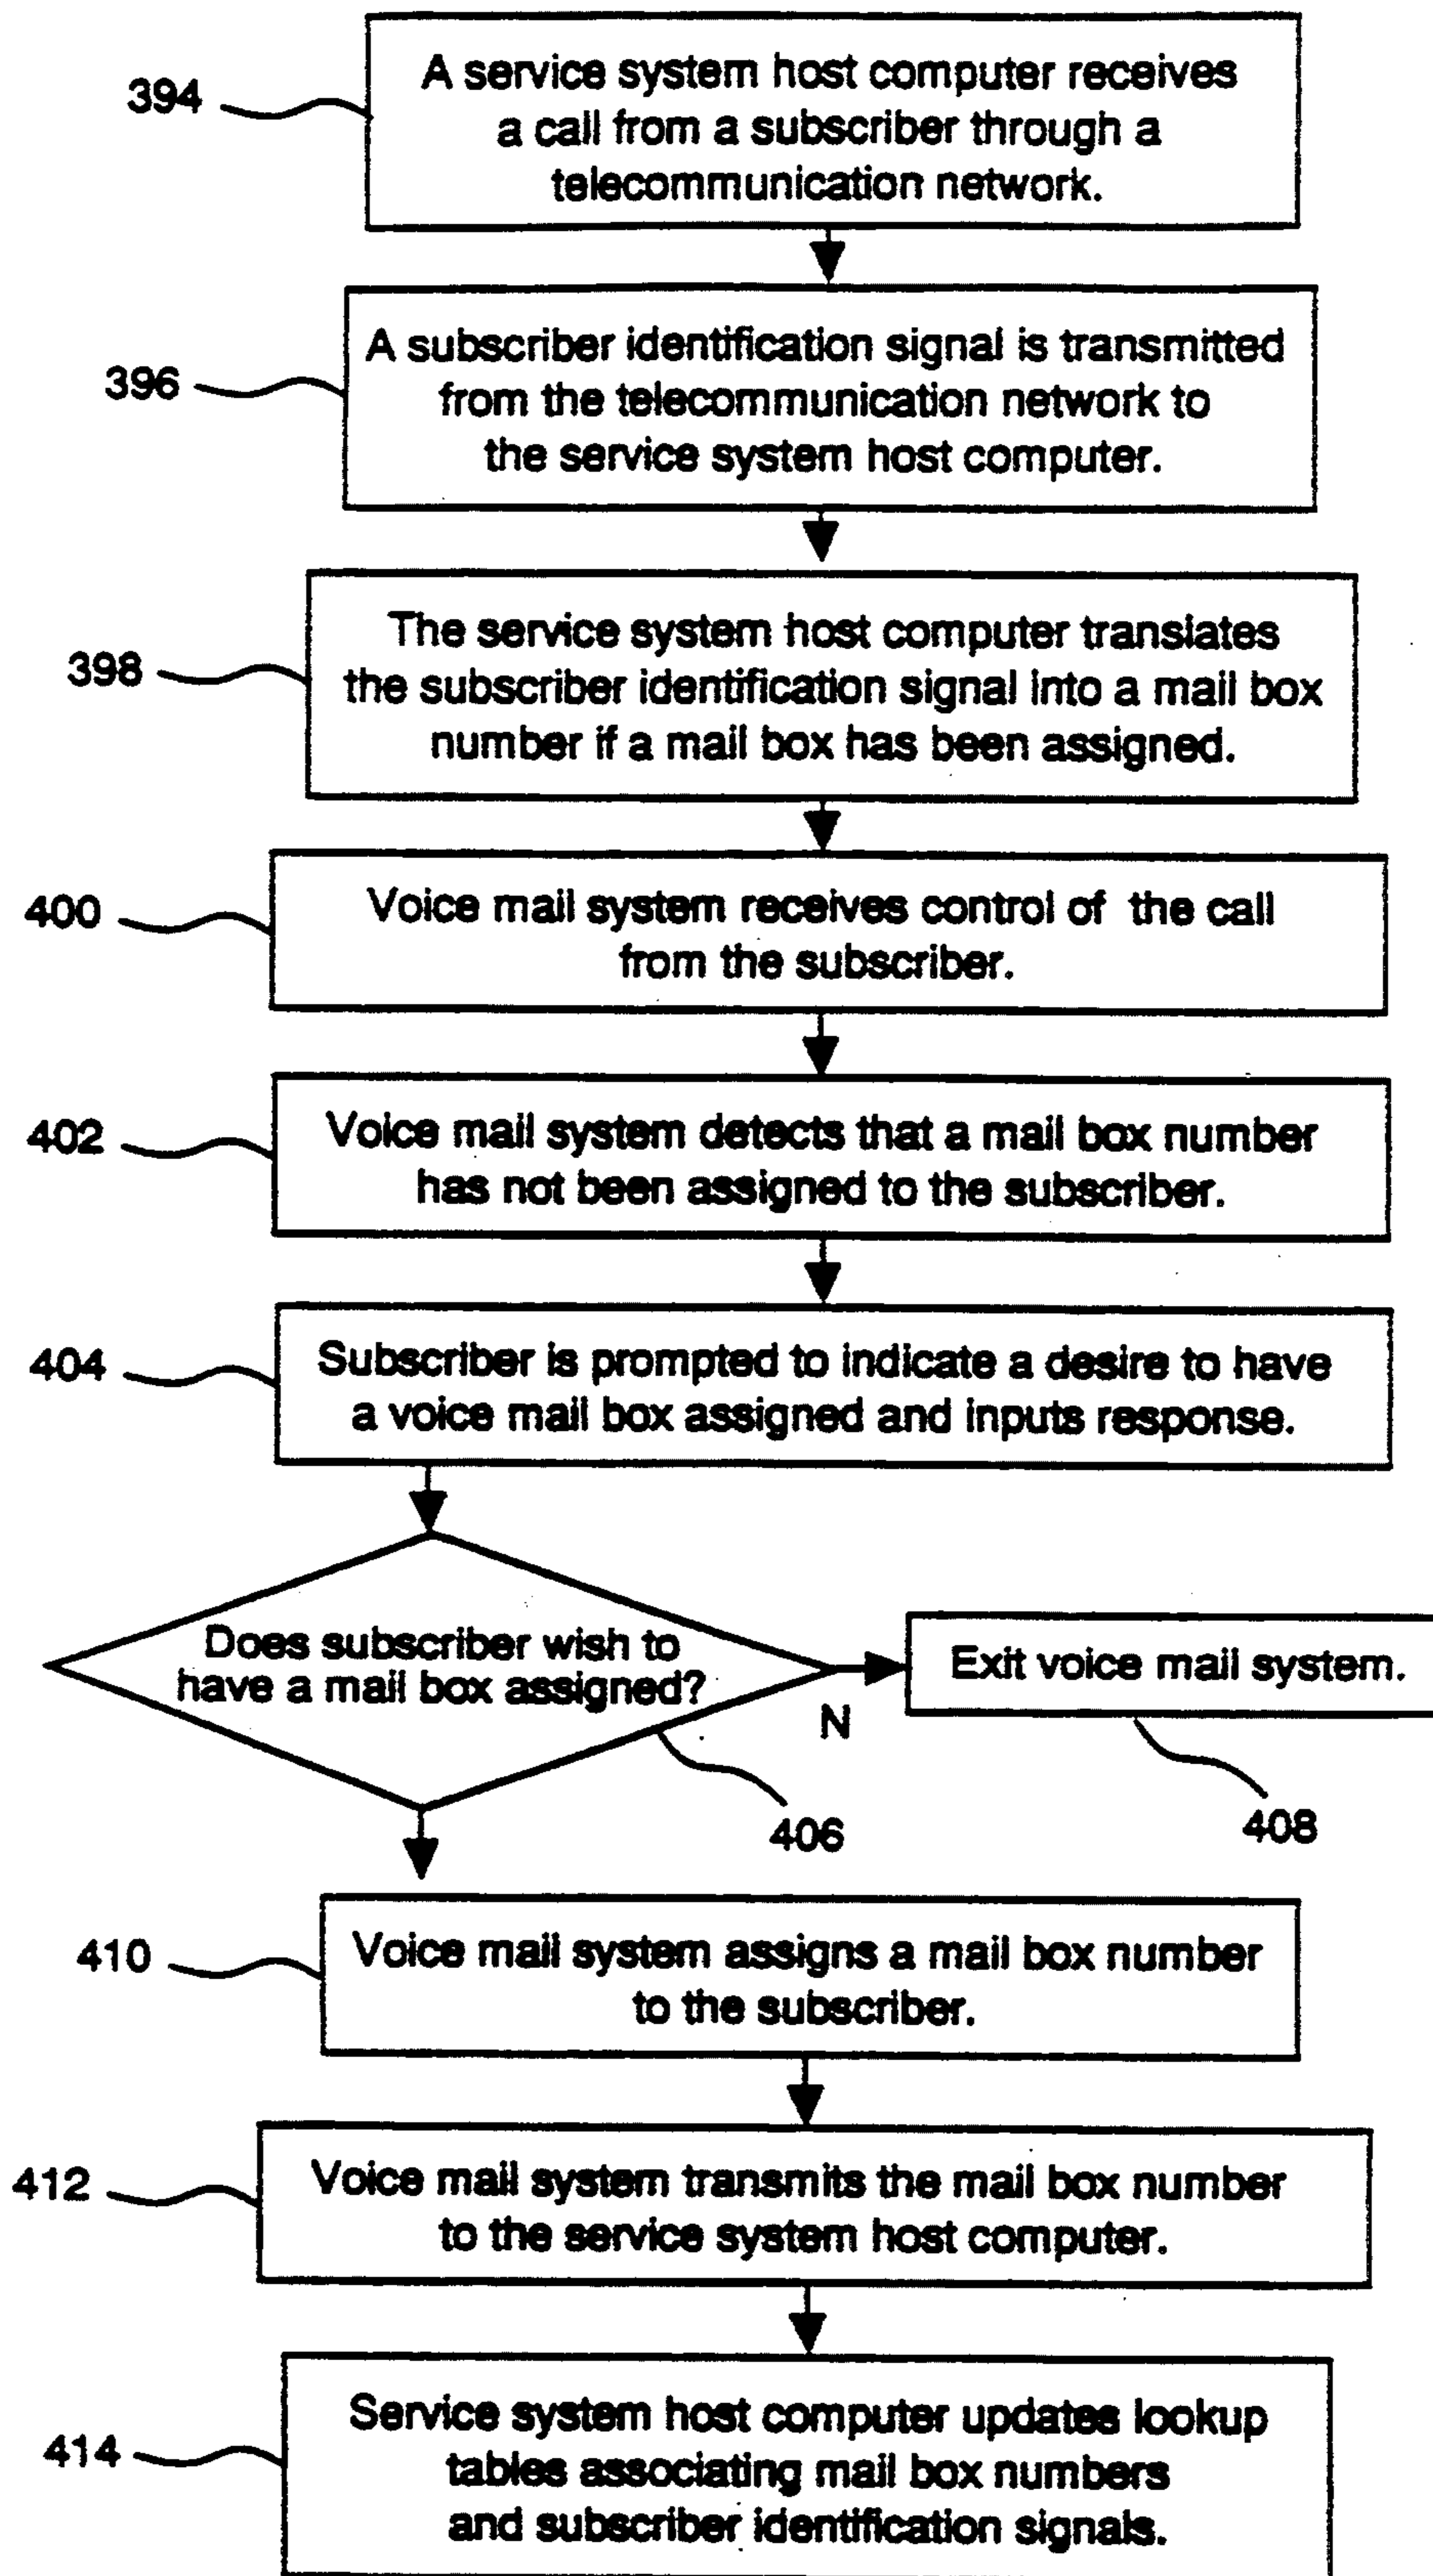 394
A service system host computer receives
a call from a subscriber through a
telecommunication network.
396
A subscriber identification signal is transmitted
from the telecommunication network to
the service system host computer.
398
The service system host computer translates
the subscriber identification signal into a mail box
number if a mail box has been assigned.
400
Voice mail system receives control of the call
from the subscriber.
402
Voice mail system detects that a mail box number
has not been assigned to the subscriber.
404
Subscriber is prompted to indicate a desire to have
a voice mail box assigned and inputs response.
Does subscriber wish to
have a mail box assigned?
N
Exit voice mail system.
406
408
410
Voice mail system assigns a mail box number
to the subscriber.
412
Voice mail system transmits the mail box number
to the service system host computer.
414
Service system host computer updates lookup
tables associating mail box numbers
and subscriber identification signals.